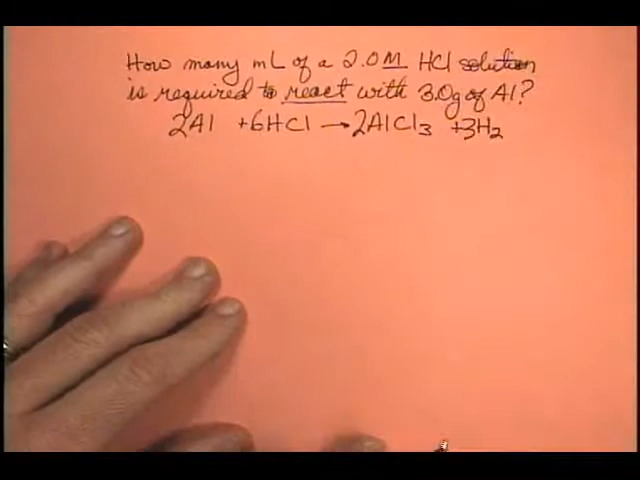 How many mL of a 2.0 M HCl solution
is required to react with 3.0g of Al?
2Al + 6HCl → 2AlCl₃ + 3H₂